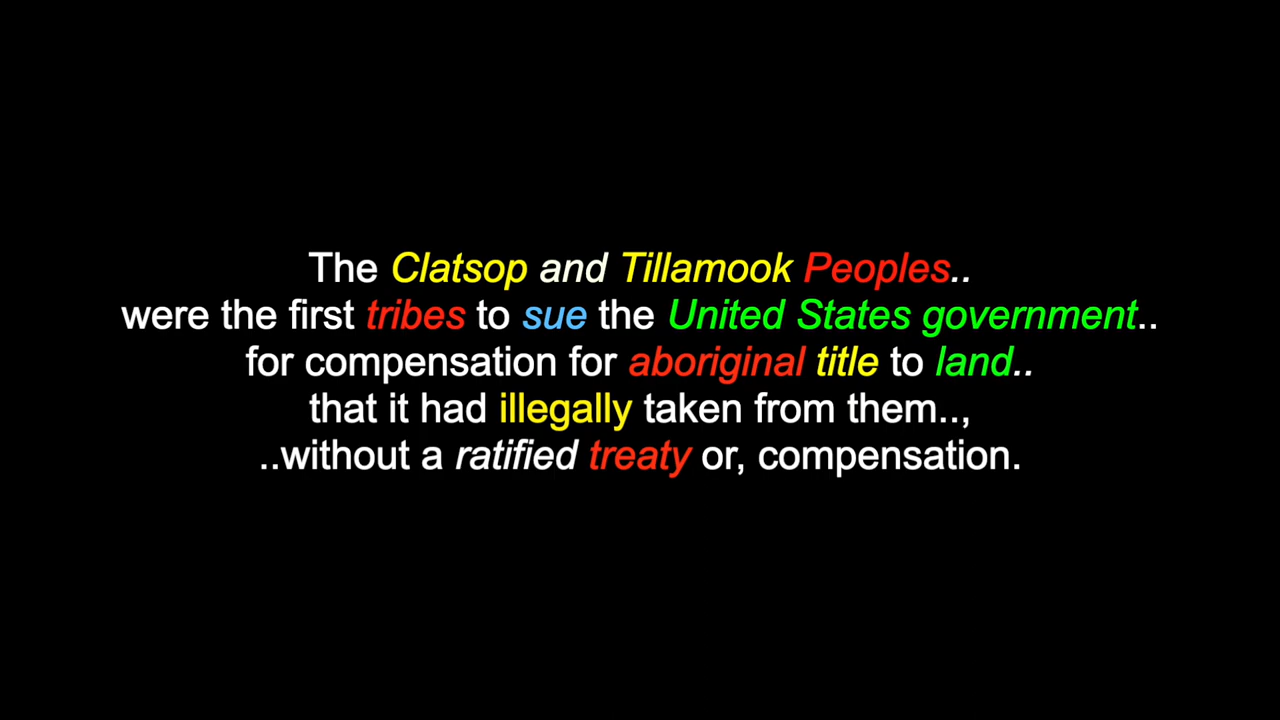 The Clatsop and Tillamook Peoples..
were the first tribes to sue the United States government..
for compensation for aboriginal title to land..
that it had illegally taken from them..,
..without a ratified treaty or, compensation.